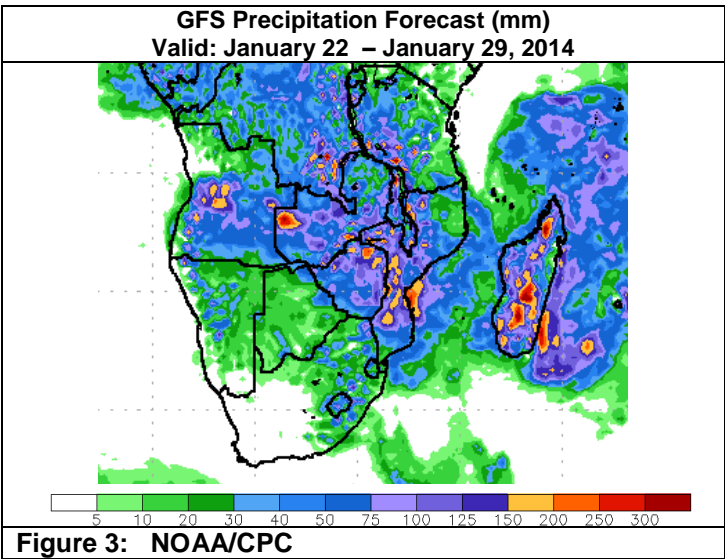 GFS Precipitation Forecast (mm)
Valid: January 22 – January 29, 2014
5 10 20 30 40 50 75 100 125 150 200 250 300
Figure 3: NOAA/CPC